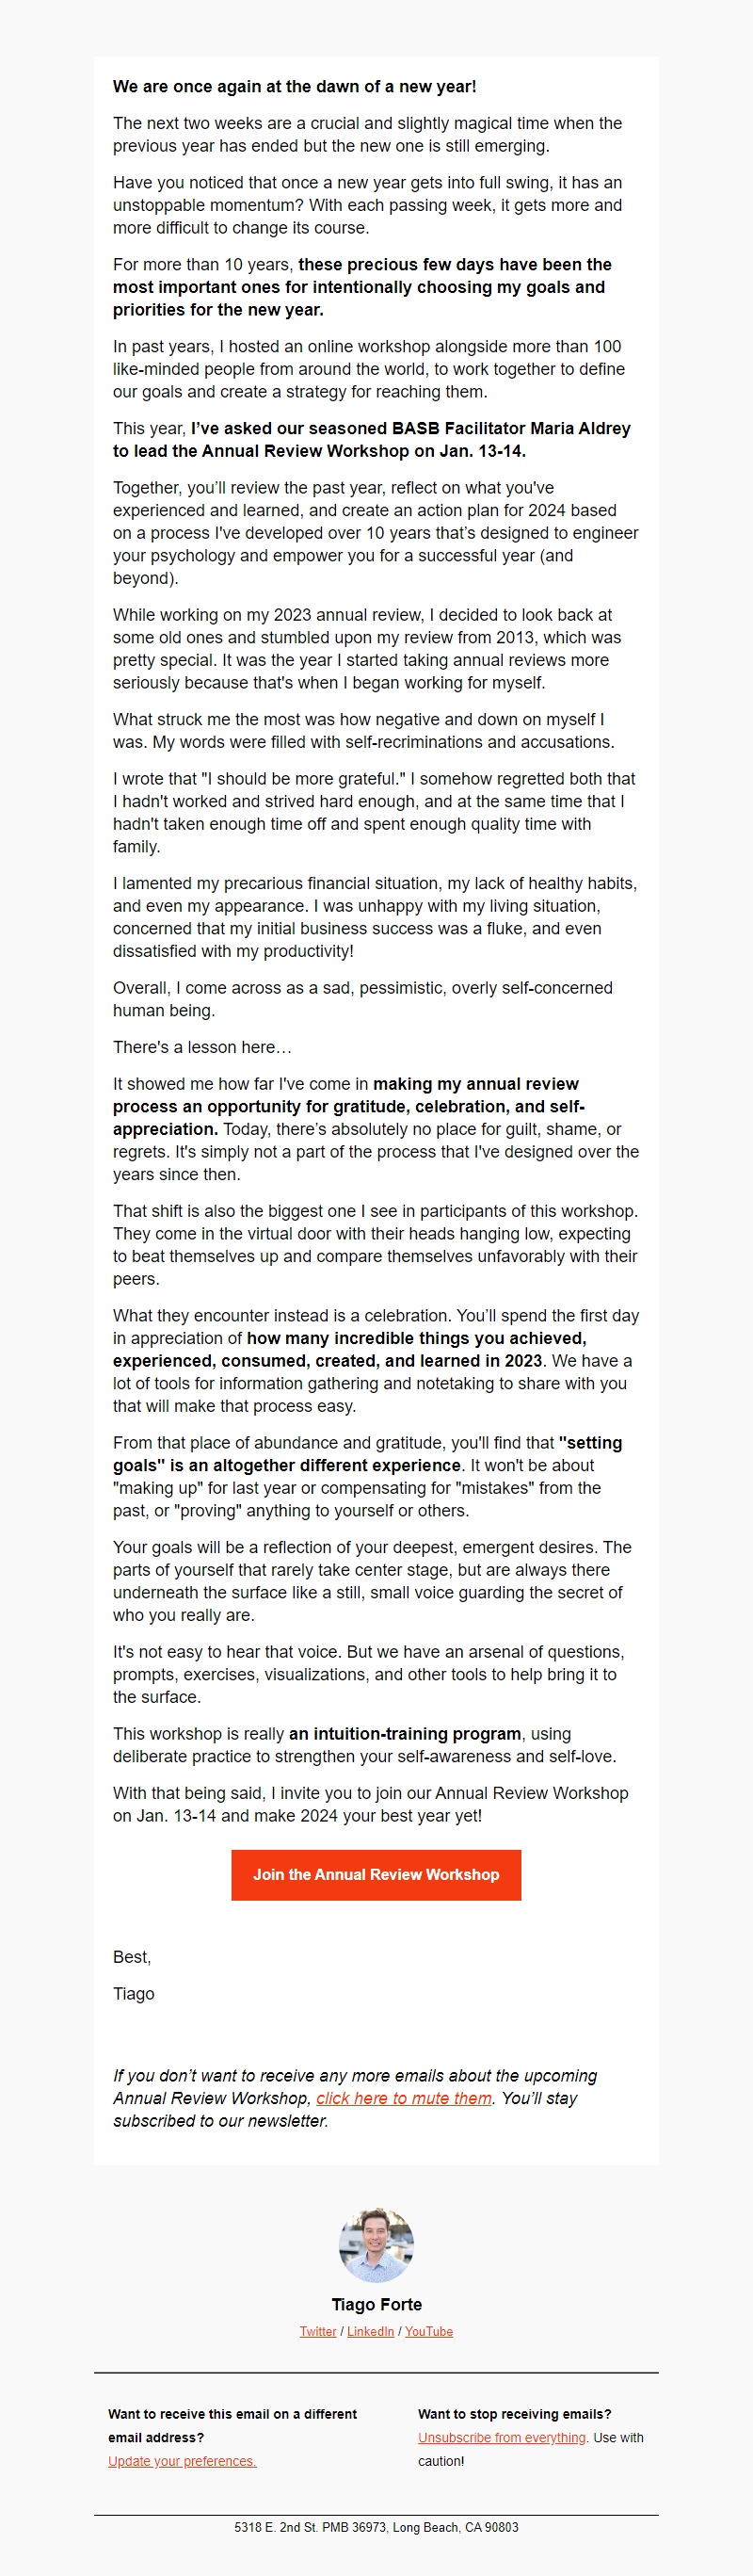 We are once again at the dawn of a new year!
The next two weeks are a crucial and slightly magical time when the
previous year has ended but the new one is still emerging.
Have you noticed that once a new year gets into full swing, it has an
unstoppable momentum? With each passing week, it gets more and
more difficult to change its course.
For more than 10 years, these precious few days have been the
most important ones for intentionally choosing my goals and
priorities for the new year.
In past years, I hosted an online workshop alongside more than 100
like-minded people from around the world, to work together to define
our goals and create a strategy for reaching them.
This year, I’ve asked our seasoned BASB Facilitator Maria Aldrey
to lead the Annual Review Workshop on Jan. 13-14.
Together, you’ll review the past year, reflect on what you've
experienced and learned, and create an action plan for 2024 based
on a process I've developed over 10 years that’s designed to engineer
your psychology and empower you for a successful year (and
beyond).
While working on my 2023 annual review, I decided to look back at
some old ones and stumbled upon my review from 2013, which was
pretty special. It was the year I started taking annual reviews more
seriously because that's when I began working for myself.
What struck me the most was how negative and down on myself I
was. My words were filled with self-recriminations and accusations.
I wrote that "I should be more grateful." I somehow regretted both that
I hadn't worked and strived hard enough, and at the same time that I
hadn't taken enough time off and spent enough quality time with
family.
I lamented my precarious financial situation, my lack of healthy habits,
and even my appearance. I was unhappy with my living situation,
concerned that my initial business success was a fluke, and even
dissatisfied with my productivity!
Overall, I come across as a sad, pessimistic, overly self-concerned
human being.
There's a lesson here…
It showed me how far I've come in making my annual review
process an opportunity for gratitude, celebration, and self-
appreciation. Today, there’s absolutely no place for guilt, shame, or
regrets. It's simply not a part of the process that I've designed over the
years since then.
That shift is also the biggest one I see in participants of this workshop.
They come in the virtual door with their heads hanging low, expecting
to beat themselves up and compare themselves unfavorably with their
peers.
What they encounter instead is a celebration. You’ll spend the first day
in appreciation of how many incredible things you achieved,
experienced, consumed, created, and learned in 2023. We have a
lot of tools for information gathering and notetaking to share with you
that will make that process easy.
From that place of abundance and gratitude, you'll find that "setting
goals" is an altogether different experience. It won't be about
"making up" for last year or compensating for "mistakes" from the
past, or "proving" anything to yourself or others.
Your goals will be a reflection of your deepest, emergent desires. The
parts of yourself that rarely take center stage, but are always there
underneath the surface like a still, small voice guarding the secret of
who you really are.
It's not easy to hear that voice. But we have an arsenal of questions,
prompts, exercises, visualizations, and other tools to help bring it to
the surface.
This workshop is really an intuition-training program, using
deliberate practice to strengthen your self-awareness and self-love.
With that being said, I invite you to join our Annual Review Workshop
on Jan. 13-14 and make 2024 your best year yet!
Join the Annual Review Workshop
Best,
Tiago
If you don’t want to receive any more emails about the upcoming
Annual Review Workshop, click here to mute them. You’ll stay
subscribed to our newsletter.
Tiago Forte
Twitter / LinkedIn / YouTube
Want to receive this email on a different
email address?
Update your preferences.
Want to stop receiving emails?
Unsubscribe from everything. Use with
caution!
5318 E. 2nd St. PMB 36973, Long Beach, CA 90803